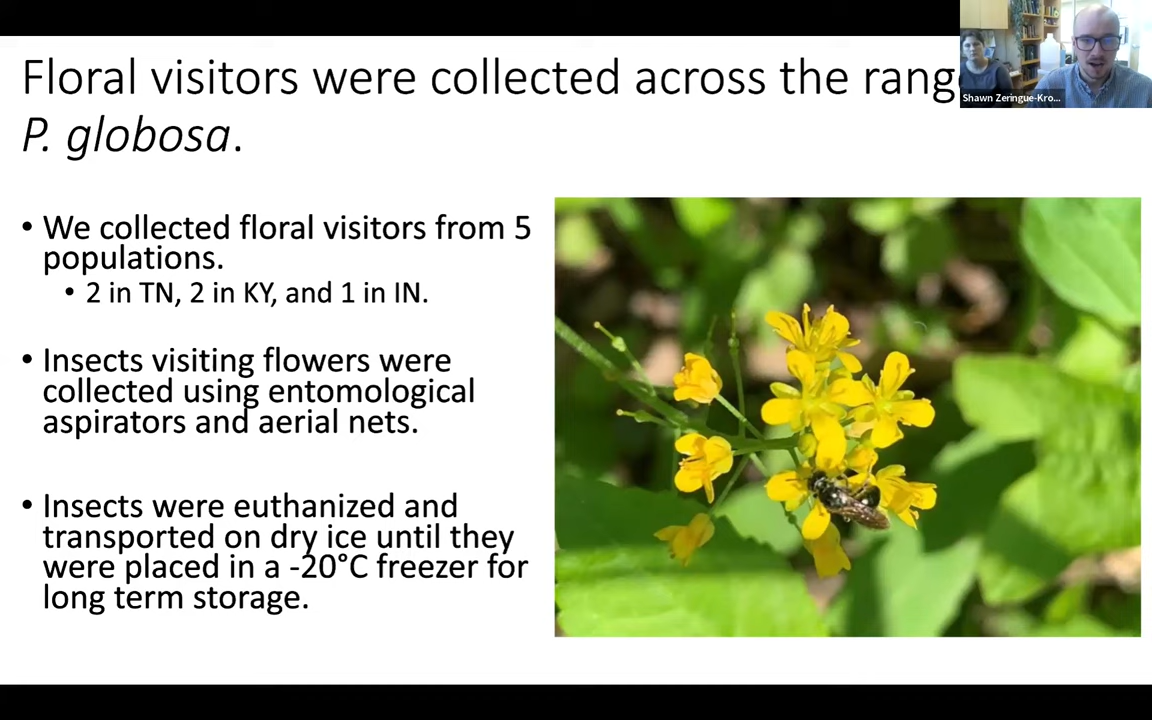 Floral visitors were collected across the range
P. globosa.
Shawn Zeringue-Kro...
• We collected floral visitors from 5
populations.
• 2 in TN, 2 in KY, and 1 in IN.
• Insects visiting flowers were
collected using entomological
aspirators and aerial nets.
• Insects were euthanized and
transported on dry ice until they
were placed in a -20°C freezer for
long term storage.